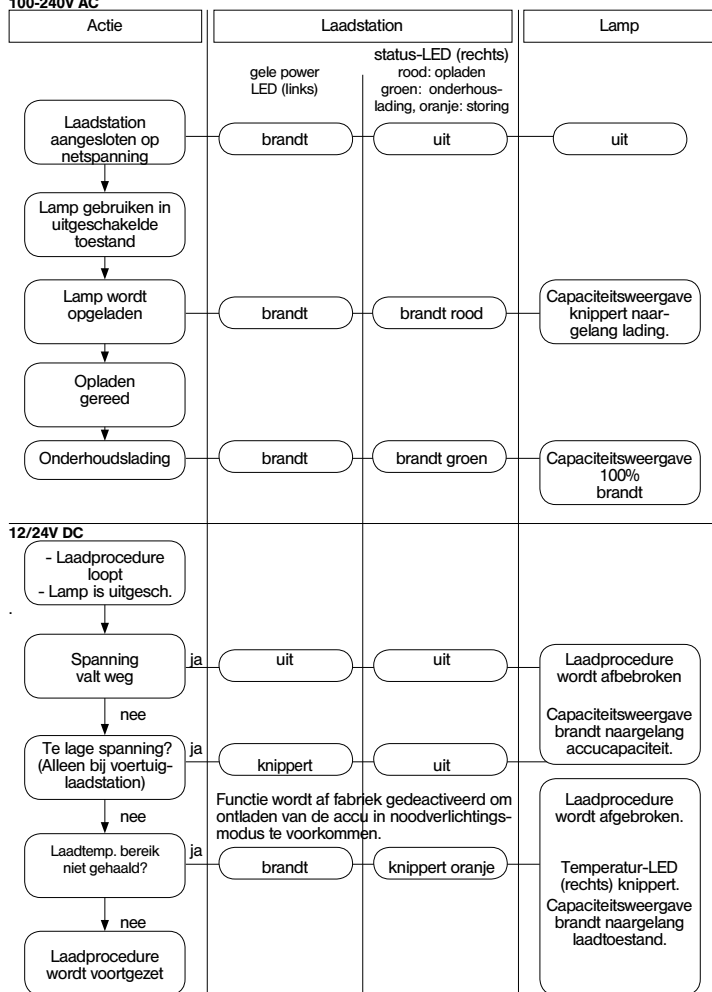 100-240V AC
Actie
Laadstation
Lamp
gele power
LED (links)
status-LED (rechts)
rood: opladen
groen: onderhous-
lading, oranje: storing
Laadstation
aangesloten op
netspanning
brandt
uit
uit
Lamp gebruiken in
uitgeschakelde
toestand
Lamp wordt
opgeladen
brandt
brandt rood
Capaciteitsweergave
knippert naar-
gelang lading.
Opladen
gereed
Onderhoudslading
brandt
brandt groen
Capaciteitsweergave
100%
brandt
12/24V DC
- Laadprocedure
loopt
- Lamp is uitgesch.
.
Spanning
valt weg
ja
uit
uit
Laadprocedure
wordt afbebroken
Capaciteitsweergave
brandt naargelang
accucapaciteit.
nee
Te lage spanning?
(Alleen bij voertuig-
laadstation)
ja
knippert
uit
nee
Functie wordt af fabriek gedeactiveerd om
ontladen van de accu in noodverlichtings-
modus te voorkomen.
Laadtemp. bereik
niet gehaald?
ja
brandt
knippert oranje
Laadprocedure
wordt afgebroken.
Temperatur-LED
(rechts) knippert.
Capaciteitsweergave
brandt naargelang
laadtoestand.
nee
Laadprocedure
wordt voortgezet